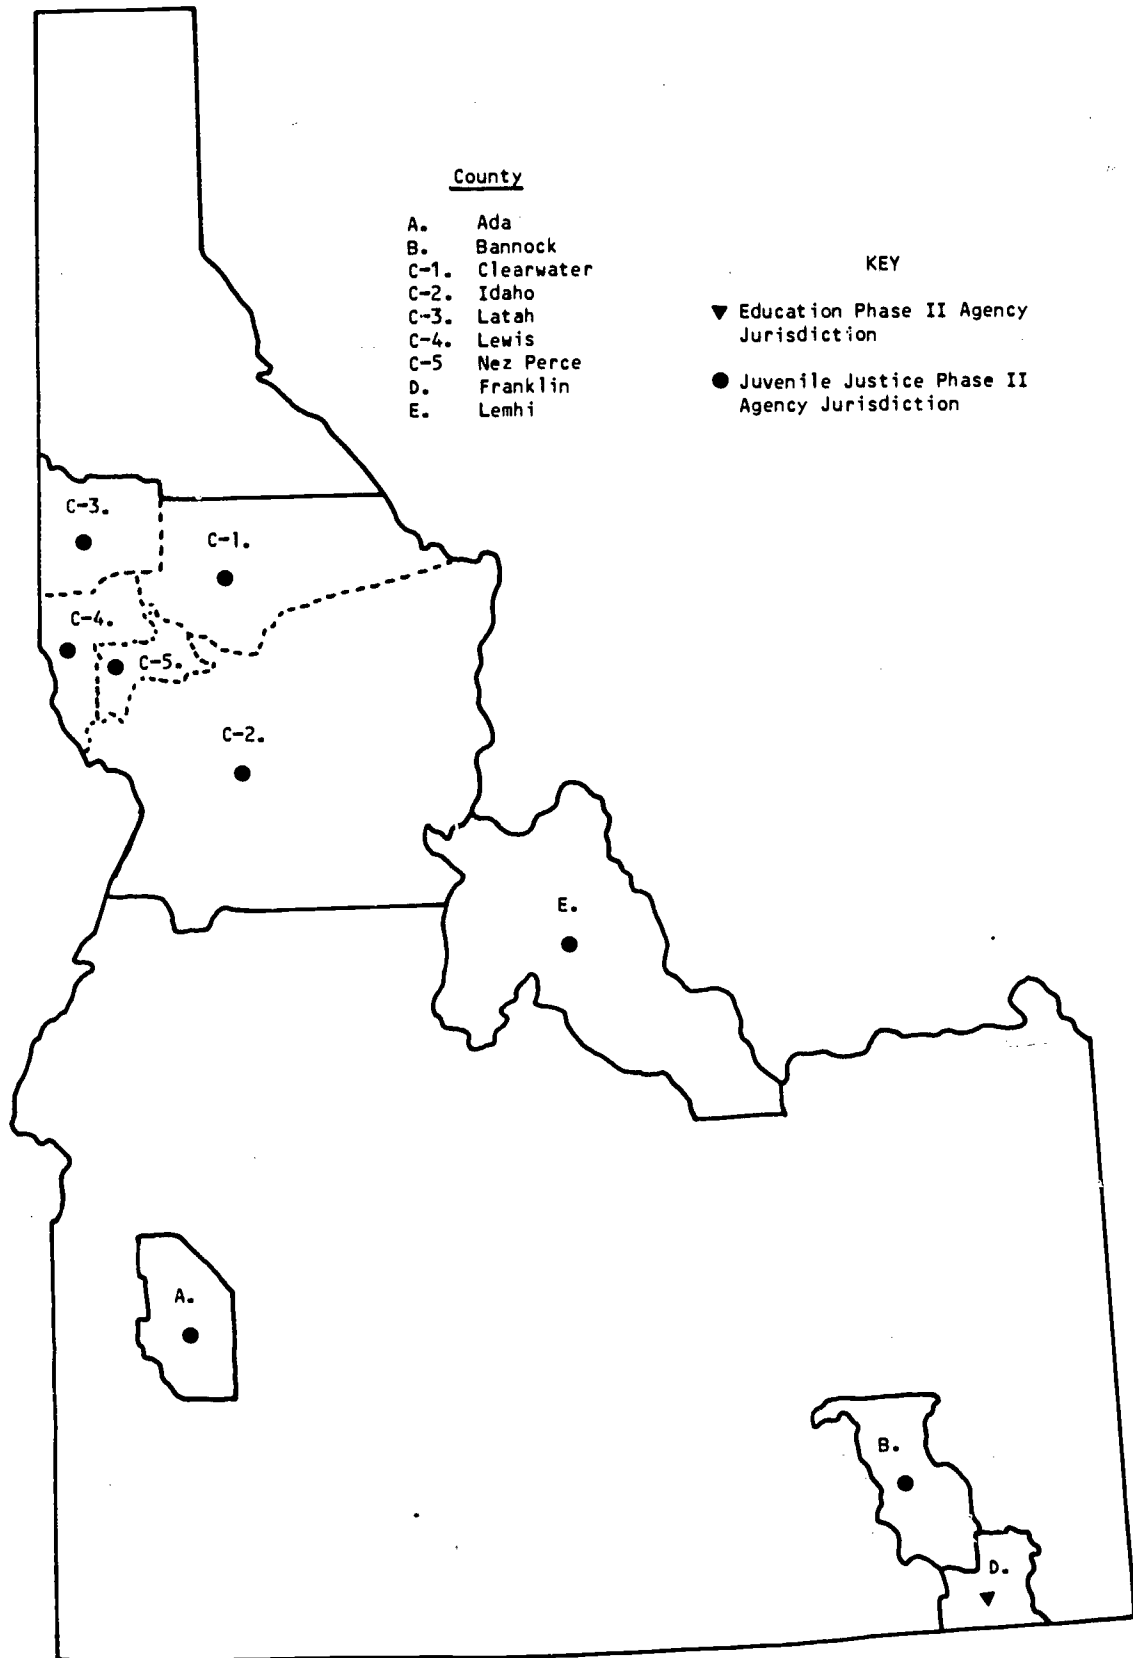 County
A. Ada
B. Bannock
C-1. Clearwater
C-2. Idaho
C-3. Latah
C-4. Lewis
C-5 Nez Perce
D. Franklin
E. Lemhi
KEY
▼ Education Phase II Agency
Jurisdiction
● Juvenile Justice Phase II
Agency Jurisdiction
C-3.
C-1.
C-4.
C-5.
C-2.
E.
A.
B.
D.